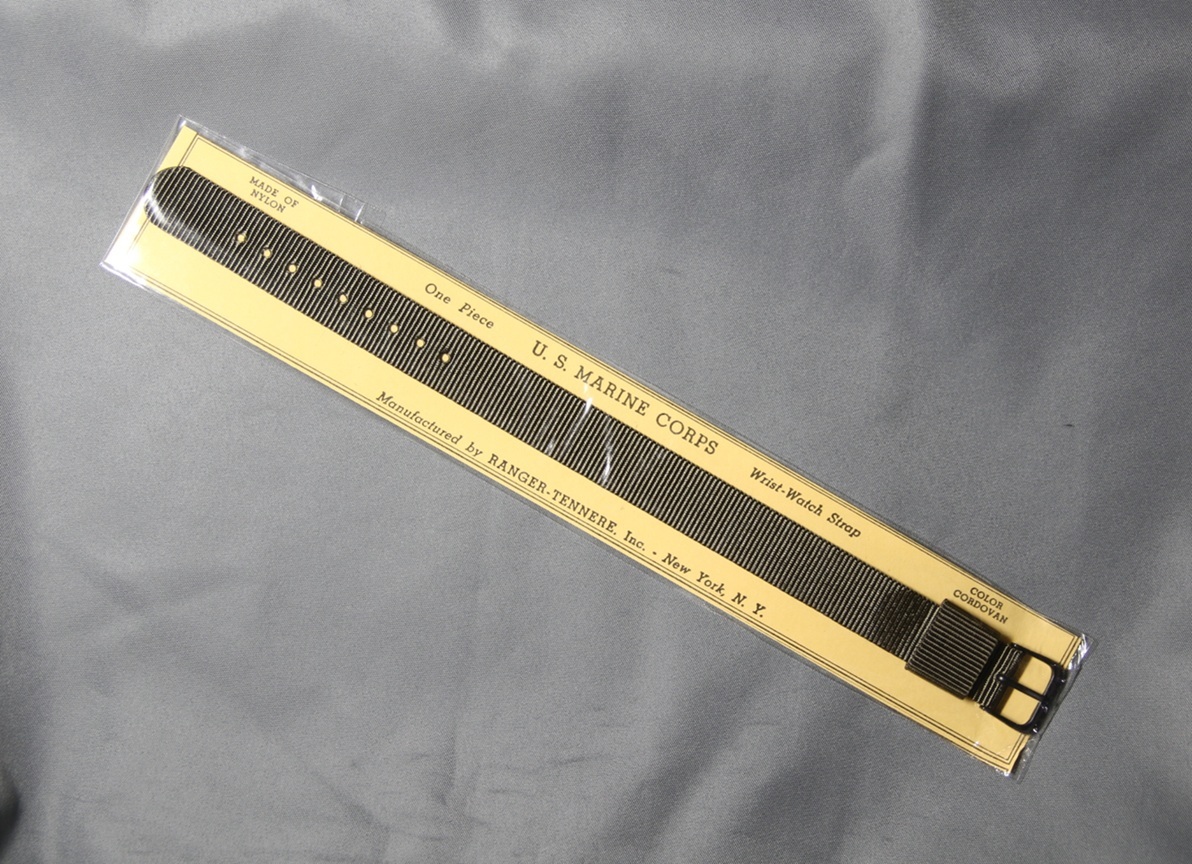 MADE OF
NYLON
One Piece
U. S. MARINE CORPS
Wrist-Watch Strap
COLOR
CORDOVAN
Manufactured by RANGER-TENNERE, Inc. - New York, N. Y.